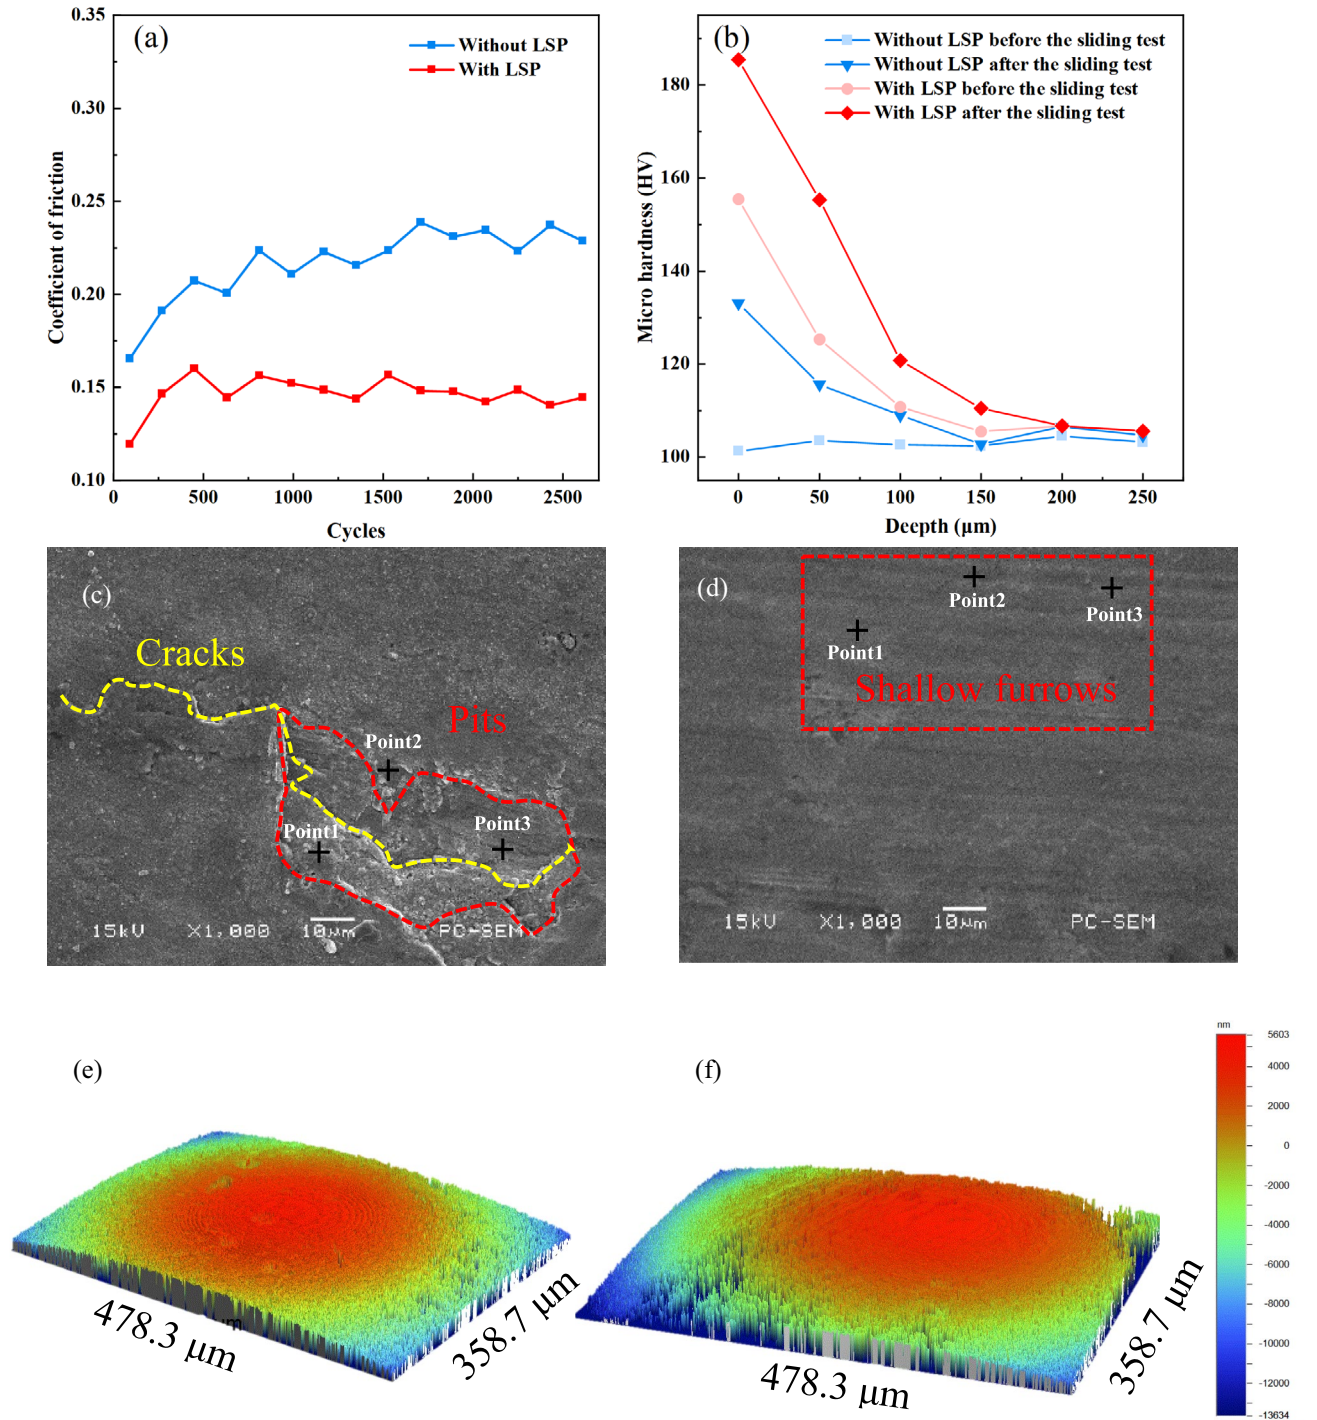 (a)
Without LSP
With LSP
0.35
0.30
0.25
0.20
0.15
0.10
Coefficient of friction
0
500
1000
1500
2000
2500
Cycles
(b)
Without LSP before the sliding test
Without LSP after the sliding test
With LSP before the sliding test
With LSP after the sliding test
180
160
140
120
100
Micro hardness (HV)
0
50
100
150
200
250
Deepth (μm)
(c)
Cracks
Pits
Point2
Point1
Point3
15kV X1,000 10μm PC-SEM
(d)
Point2
Point3
Point1
Shallow furrows
15kV X1,000 10μm PC-SEM
(e)
478.3 μm
358.7 μm
(f)
478.3 μm
358.7 μm
nm
5603
4000
2000
0
-2000
-4000
-6000
-8000
-10000
-12000
-13634